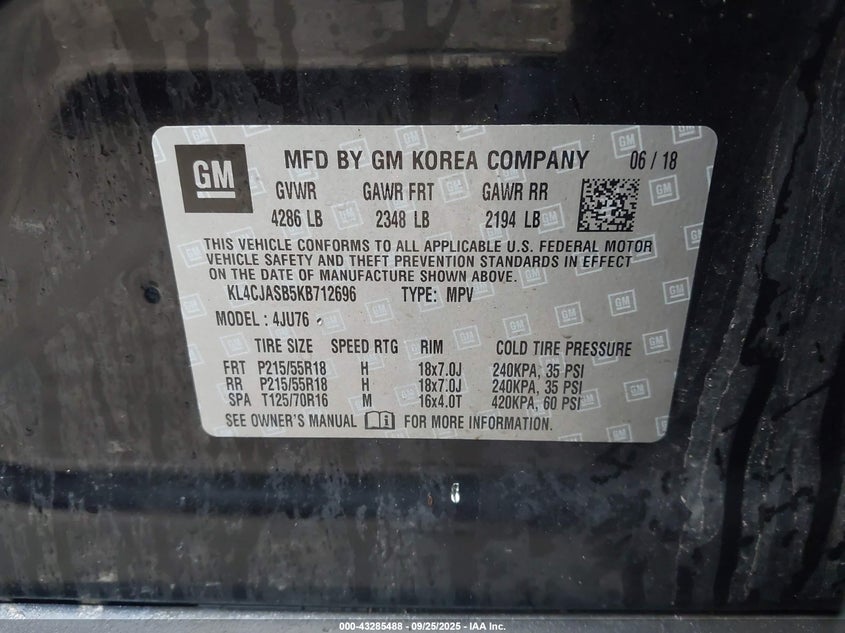 GM MFD BY GM KOREA COMPANY 06 / 18
GVWR GAWR FRT GAWR RR
4286 LB 2348 LB 2194 LB
THIS VEHICLE CONFORMS TO ALL APPLICABLE U.S. FEDERAL MOTOR
VEHICLE SAFETY AND THEFT PREVENTION STANDARDS IN EFFECT
ON THE DATE OF MANUFACTURE SHOWN ABOVE.
KL4CJASB5KB712696 TYPE: MPV
MODEL : 4JU76
TIRE SIZE SPEED RTG RIM COLD TIRE PRESSURE
FRT P215/55R18 H 18x7.0J 240KPA, 35 PSI
RR P215/55R18 H 18x7.0J 240KPA, 35 PSI
SPA T125/70R16 M 16x4.0T 420KPA, 60 PSI
SEE OWNER'S MANUAL FOR MORE INFORMATION.
000-43285488 - 09/25/2025 - IAA Inc.